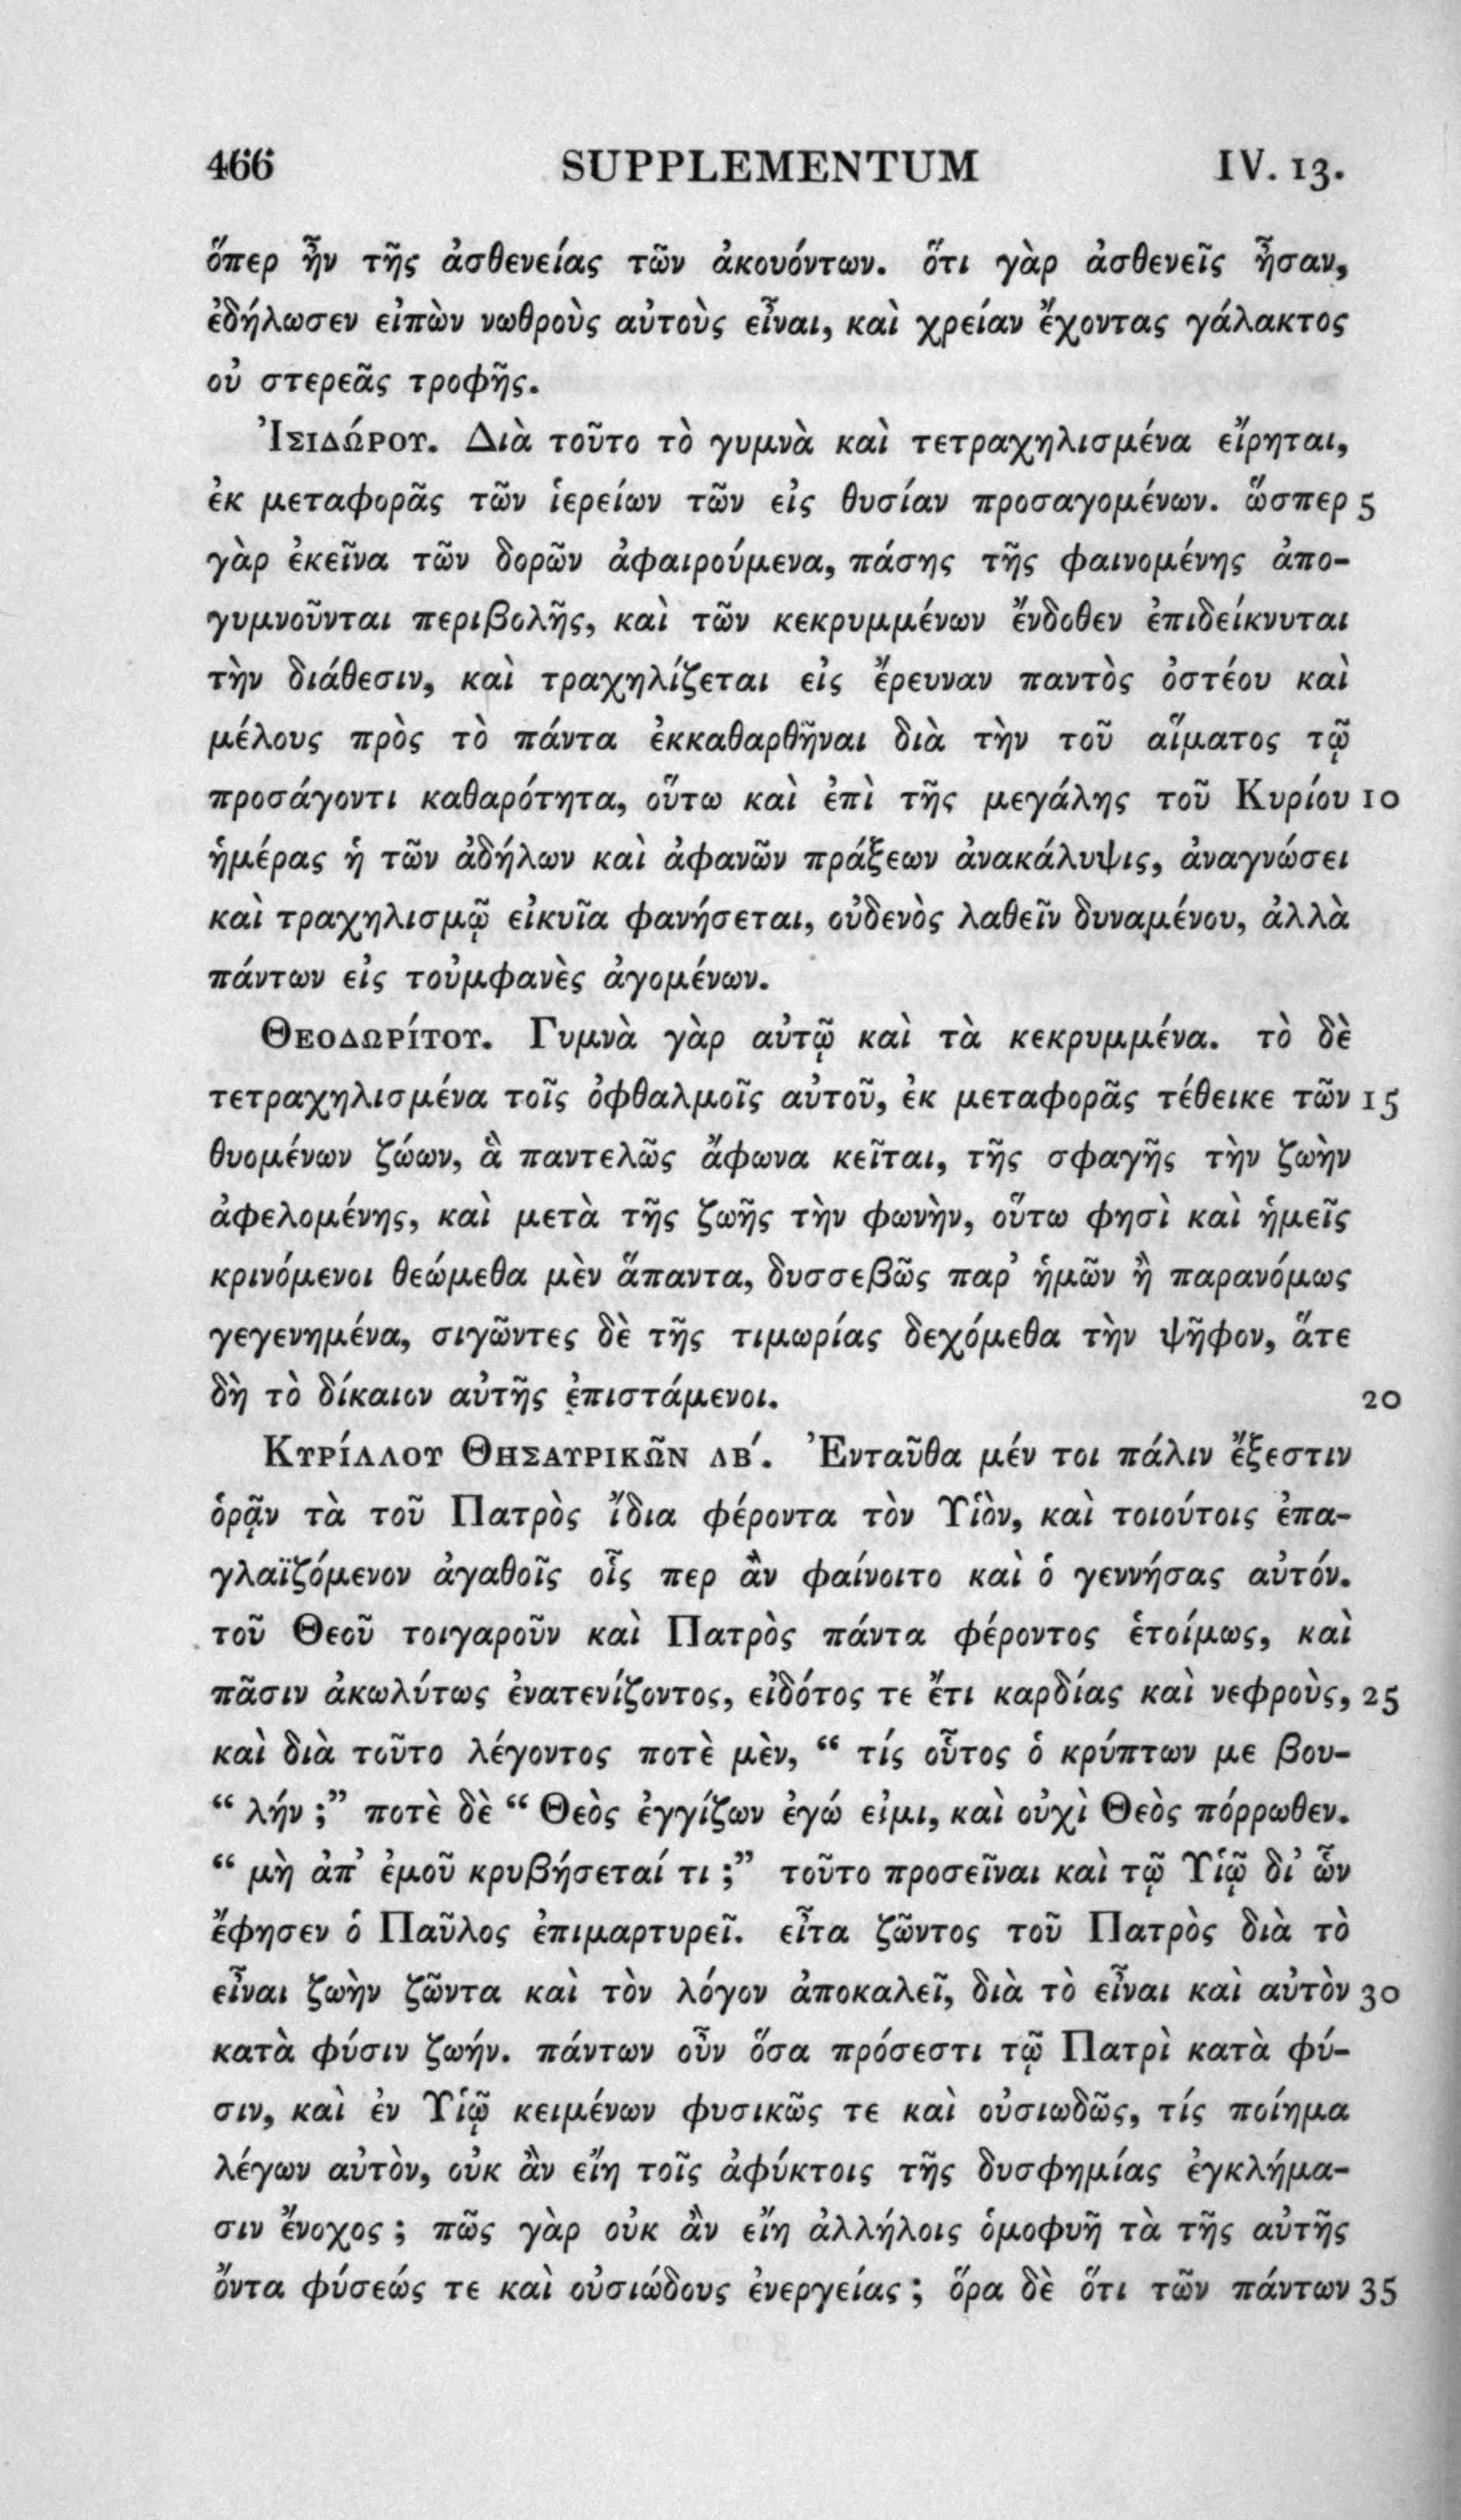 466 SUPPLEMENTUM IV. 13.
ὅπερ ἦν τῆς ἀσθενείας τῶν ἀκουόντων. ὅτι γὰρ ἀσθενεῖς ἦσαν,
ἐδήλωσεν εἰπὼν νωθροὺς αὐτοὺς εἶναι, καὶ χρείαν ἔχοντας γάλακτος
οὐ στερεᾶς τροφῆς.
Ἰσιδώρου. Διὰ τοῦτο τὸ γυμνὰ καὶ τετραχηλισμένα εἴρηται,
ἐκ μεταφορᾶς τῶν ἱερείων τῶν εἰς θυσίαν προσαγομένων. ὥσπερ 5
γὰρ ἐκεῖνα τῶν δορῶν ἀφαιρούμενα, πάσης τῆς φαινομένης ἀπο-
γυμνοῦνται περιβολῆς, καὶ τῶν κεκρυμμένων ἔνδοθεν ἐπιδείκνυται
τὴν διάθεσιν, καὶ τραχηλίζεται εἰς ἔρευναν παντὸς ὀστέου καὶ
μέλους πρὸς τὸ πάντα ἐκκαθαρθῆναι διὰ τὴν τοῦ αἵματος τῷ
προσάγοντι καθαρότητα, οὕτω καὶ ἐπὶ τῆς μεγάλης τοῦ Κυρίου 10
ἡμέρας ἡ τῶν ἀδήλων καὶ ἀφανῶν πράξεων ἀνακάλυψις, ἀναγνώσει
καὶ τραχηλισμῷ εἰκυῖα φανήσεται, οὐδενὸς λαθεῖν δυναμένου, ἀλλὰ
πάντων εἰς τοὐμφανὲς ἀγομένων.
Θεοδωρίτου. Γυμνὰ γὰρ αὐτῷ καὶ τὰ κεκρυμμένα. τὸ δὲ
τετραχηλισμένα τοῖς ὀφθαλμοῖς αὐτοῦ, ἐκ μεταφορᾶς τέθεικε τῶν 15
θυομένων ζώων, ἃ παντελῶς ἄφωνα κεῖται, τῆς σφαγῆς τὴν ζωὴν
ἀφελομένης, καὶ μετὰ τῆς ζωῆς τὴν φωνὴν, οὕτω φησὶ καὶ ἡμεῖς
κρινόμενοι θεώμεθα μὲν ἅπαντα, δυσσεβῶς παρ’ ἡμῶν ἢ παρανόμως
γεγενημένα, σιγῶντες δὲ τῆς τιμωρίας δεχόμεθα τὴν ψῆφον, ἅτε
δὴ τὸ δίκαιον αὐτῆς ἐπιστάμενοι. 20
Κυρίλλου Θησαυρικῶν λβ΄. Ἐνταῦθα μέν τοι πάλιν ἔξεστιν
ὁρᾷν τὰ τοῦ Πατρὸς ἴδια φέροντα τὸν Υἱὸν, καὶ τοιούτοις ἐπα-
γλαϊζόμενον ἀγαθοῖς οἷς περ ἂν φαίνοιτο καὶ ὁ γεννήσας αὐτόν.
τοῦ Θεοῦ τοιγαροῦν καὶ Πατρὸς πάντα φέροντος ἑτοίμως, καὶ
πᾶσιν ἀκωλύτως ἐνατενίζοντος, εἰδότος τε ἔτι καρδίας καὶ νεφροὺς, 25
καὶ διὰ τοῦτο λέγοντος ποτὲ μὲν, “ τίς οὗτος ὁ κρύπτων με βου-
“ λήν ;” ποτὲ δὲ “ Θεὸς ἐγγίζων ἐγώ εἰμι, καὶ οὐχὶ Θεὸς πόρρωθεν.
“ μὴ ἀπ’ ἐμοῦ κρυβήσεταί τι ;” τοῦτο προσεῖναι καὶ τῷ Υἱῷ δι’ ὧν
ἔφησεν ὁ Παῦλος ἐπιμαρτυρεῖ. εἶτα ζῶντος τοῦ Πατρὸς διὰ τὸ
εἶναι ζωὴν ζῶντα καὶ τὸν λόγον ἀποκαλεῖ, διὰ τὸ εἶναι καὶ αὐτὸν 30
κατὰ φύσιν ζωήν. πάντων οὖν ὅσα πρόσεστι τῷ Πατρὶ κατὰ φύ-
σιν, καὶ ἐν Υἱῷ κειμένων φυσικῶς τε καὶ οὐσιωδῶς, τίς ποίημα
λέγων αὐτὸν, οὐκ ἂν εἴη τοῖς ἀφύκτοις τῆς δυσφημίας ἐγκλήμα-
σιν ἔνοχος ; πῶς γὰρ οὐκ ἂν εἴη ἀλλήλοις ὁμοφυῆ τὰ τῆς αὐτῆς
ὄντα φύσεώς τε καὶ οὐσιώδους ἐνεργείας ; ὅρα δὲ ὅτι τῶν πάντων 35